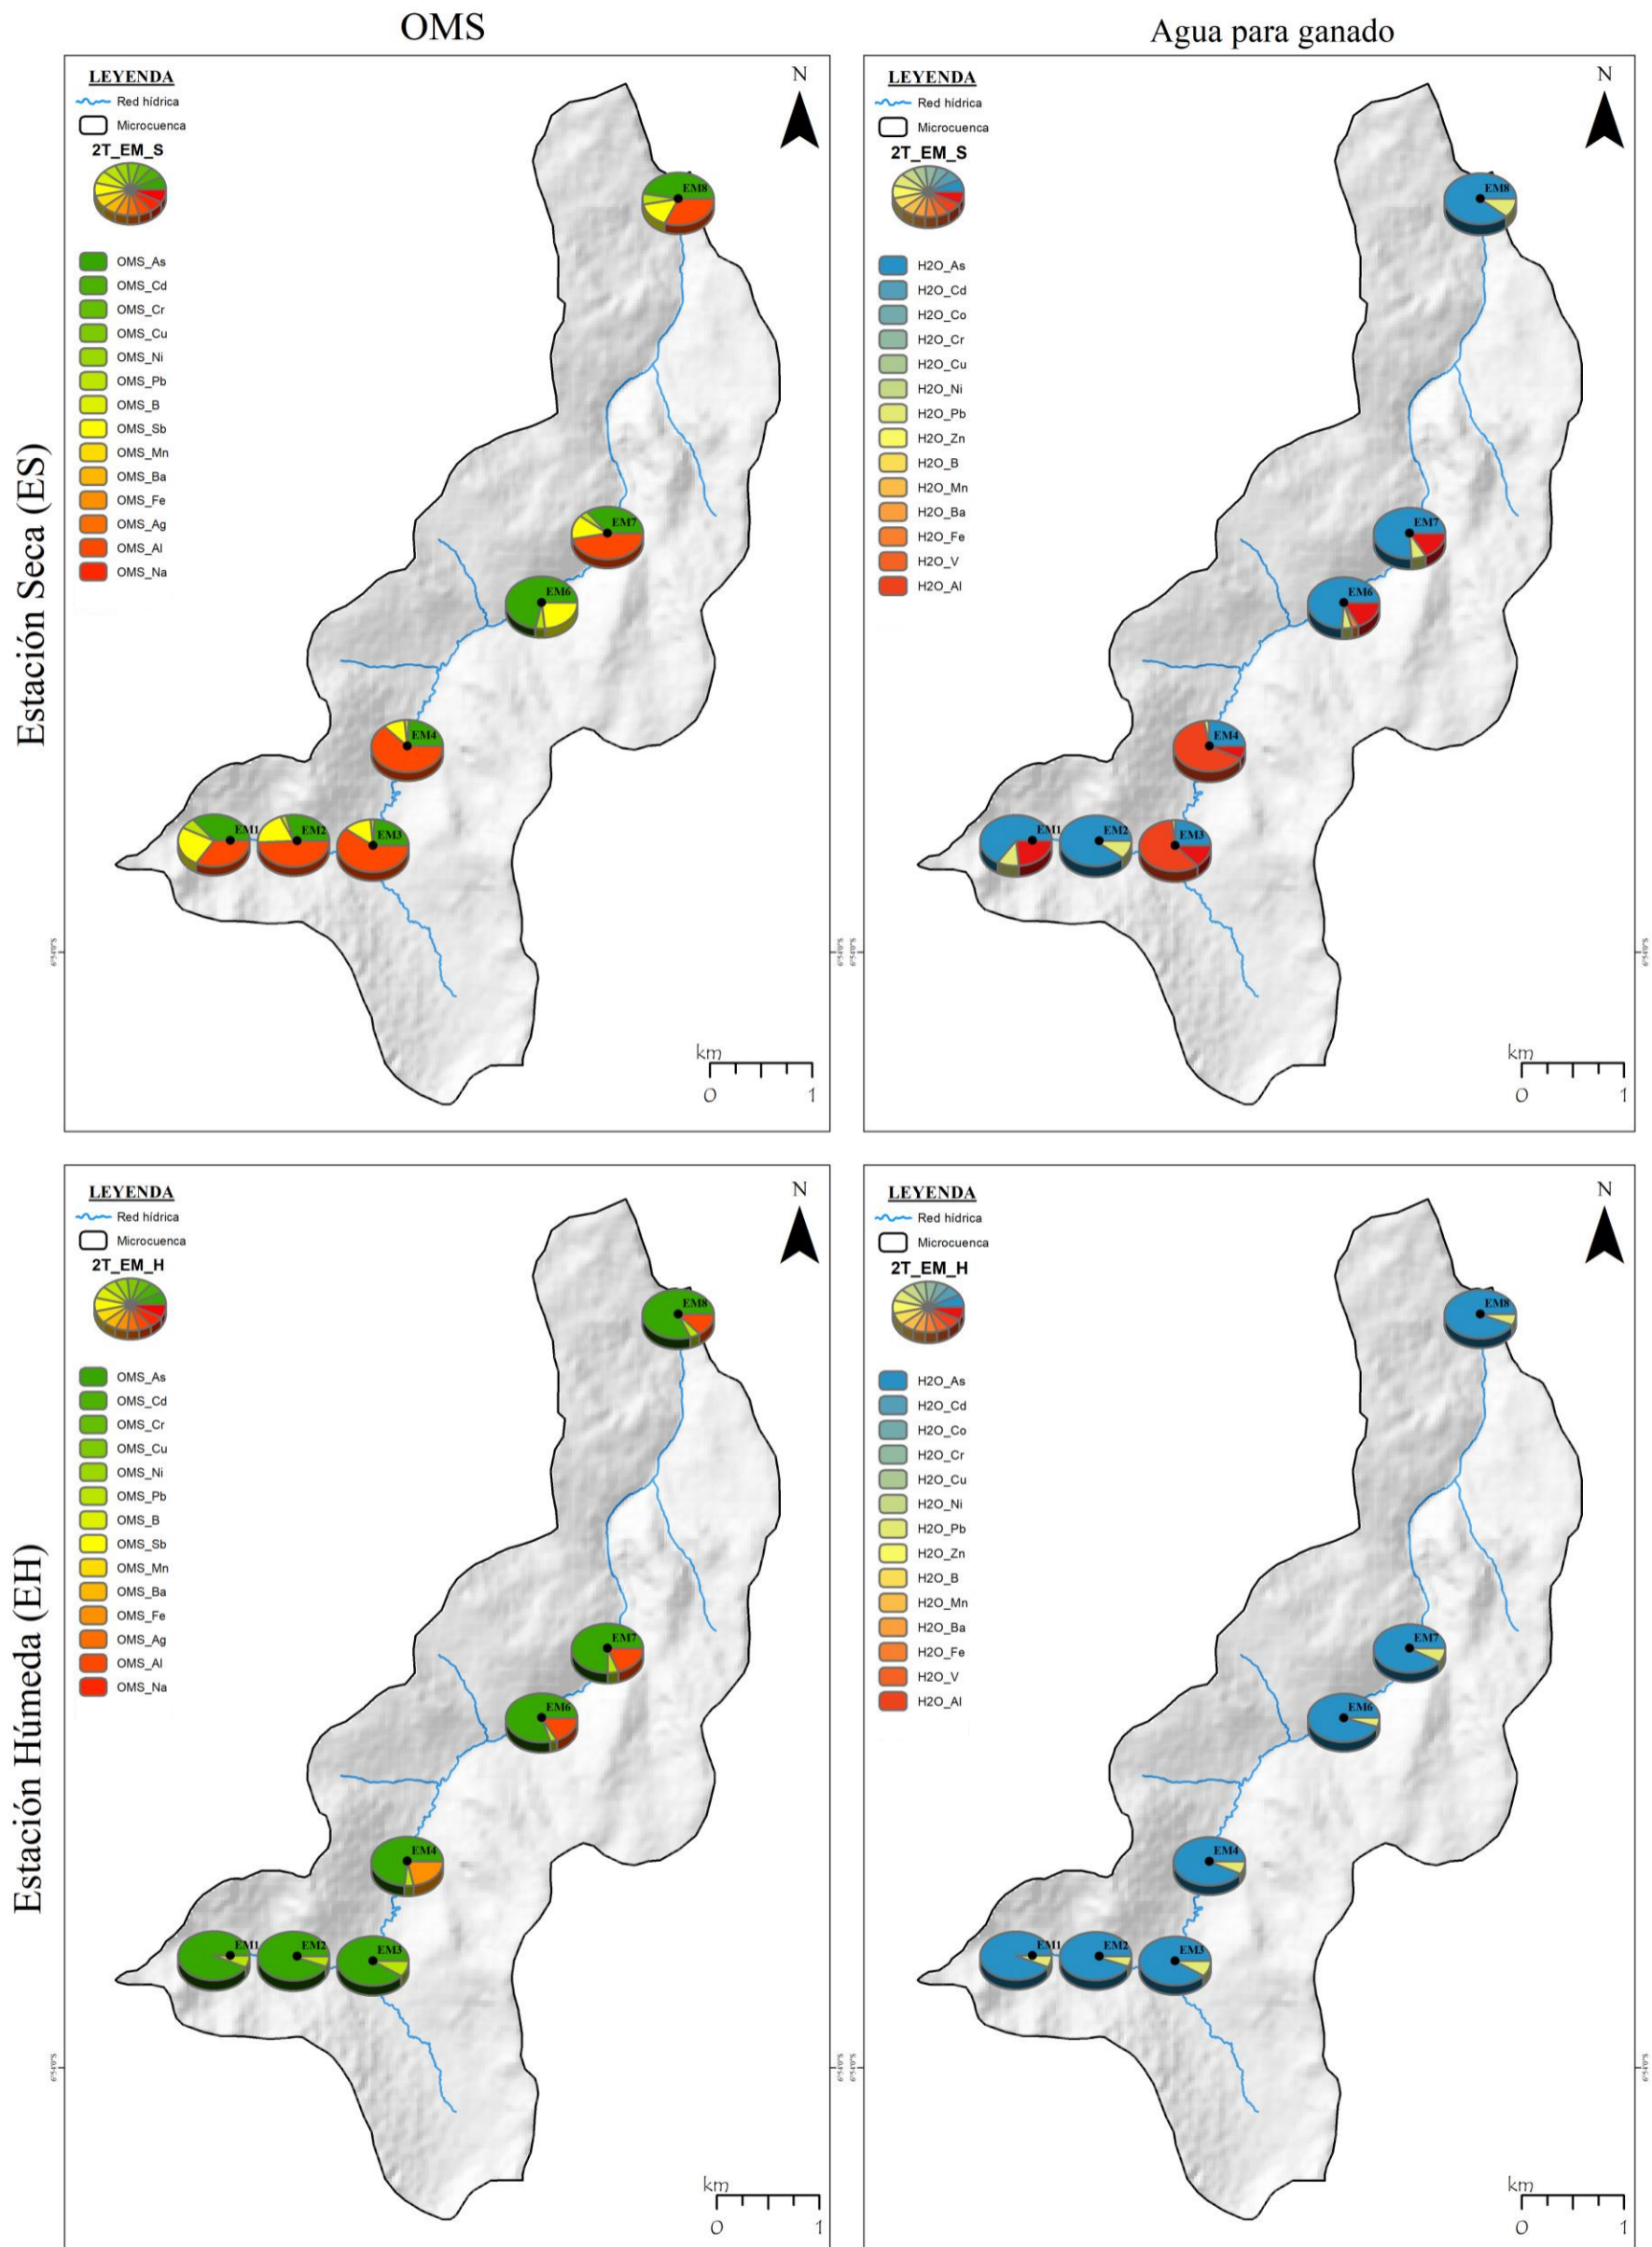 OMS
Agua para ganado
Estación Seca (ES)
LEYENDA
Red hídrica
Microcuenca
2T_EM_S
OMS_As
OMS_Cd
OMS_Cr
OMS_Cu
OMS_Ni
OMS_Pb
OMS_B
OMS_Sb
OMS_Mn
OMS_Ba
OMS_Fe
OMS_Ag
OMS_Al
OMS_Na
N
EM8
EM7
EM6
EM4
EM1
EM2
EM3
km
0 1
LEYENDA
Red hídrica
Microcuenca
2T_EM_S
H2O_As
H2O_Cd
H2O_Co
H2O_Cr
H2O_Cu
H2O_Ni
H2O_Pb
H2O_Zn
H2O_B
H2O_Mn
H2O_Ba
H2O_Fe
H2O_V
H2O_Al
N
EM8
EM7
EM6
EM4
EM1
EM2
EM3
km
0 1
Estación Húmeda (EH)
LEYENDA
Red hídrica
Microcuenca
2T_EM_H
OMS_As
OMS_Cd
OMS_Cr
OMS_Cu
OMS_Ni
OMS_Pb
OMS_B
OMS_Sb
OMS_Mn
OMS_Ba
OMS_Fe
OMS_Ag
OMS_Al
OMS_Na
N
EM8
EM7
EM6
EM4
EM1
EM2
EM3
km
0 1
LEYENDA
Red hídrica
Microcuenca
2T_EM_H
H2O_As
H2O_Cd
H2O_Co
H2O_Cr
H2O_Cu
H2O_Ni
H2O_Pb
H2O_Zn
H2O_B
H2O_Mn
H2O_Ba
H2O_Fe
H2O_V
H2O_Al
N
EM8
EM7
EM6
EM4
EM1
EM2
EM3
km
0 1